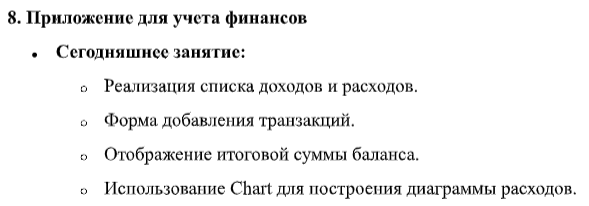 8. Приложение для учета финансов
• Сегодняшнее занятие:
o Реализация списка доходов и расходов.
o Форма добавления транзакций.
o Отображение итоговой суммы баланса.
o Использование Chart для построения диаграммы расходов.